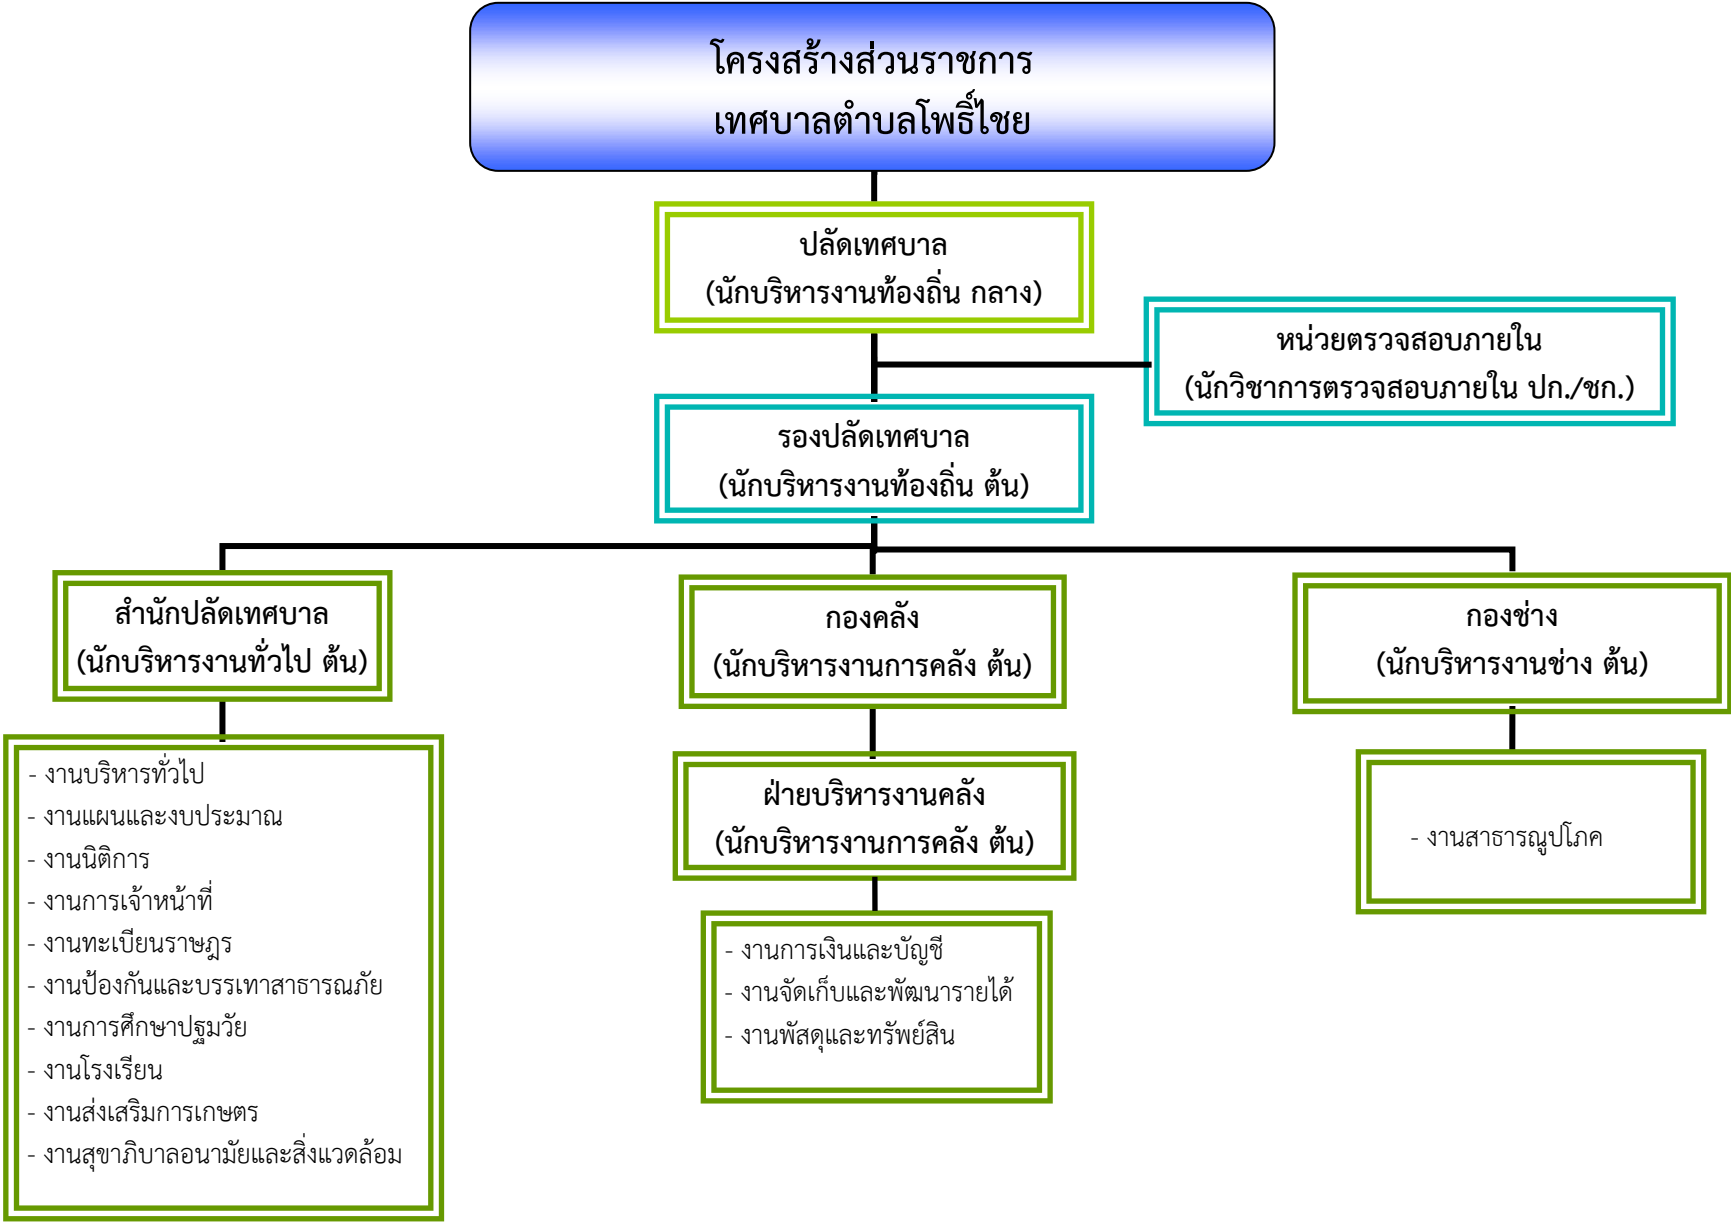 โครงสร้างส่วนราชการ
เทศบาลตำบลโพธิ์ไชย
ปลัดเทศบาล
(นักบริหารงานท้องถิ่น กลาง)
หน่วยตรวจสอบภายใน
(นักวิชาการตรวจสอบภายใน ปก./ชก.)
รองปลัดเทศบาล
(นักบริหารงานท้องถิ่น ต้น)
สำนักปลัดเทศบาล
(นักบริหารงานทั่วไป ต้น)
- งานบริหารทั่วไป
- งานแผนและงบประมาณ
- งานนิติการ
- งานการเจ้าหน้าที่
- งานทะเบียนราษฎร
- งานป้องกันและบรรเทาสาธารณภัย
- งานการศึกษาปฐมวัย
- งานโรงเรียน
- งานส่งเสริมการเกษตร
- งานสุขาภิบาลอนามัยและสิ่งแวดล้อม
กองคลัง
(นักบริหารงานการคลัง ต้น)
ฝ่ายบริหารงานคลัง
(นักบริหารงานการคลัง ต้น)
- งานการเงินและบัญชี
- งานจัดเก็บและพัฒนารายได้
- งานพัสดุและทรัพย์สิน
กองช่าง
(นักบริหารงานช่าง ต้น)
- งานสาธารณูปโภค